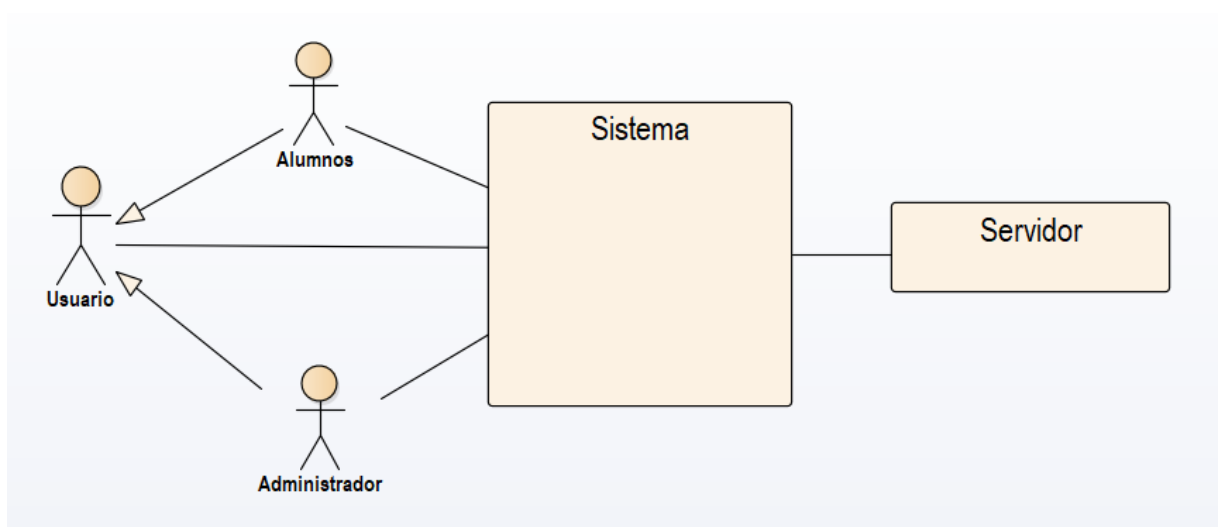 Alumnos
Sistema
Servidor
Usuario
Administrador